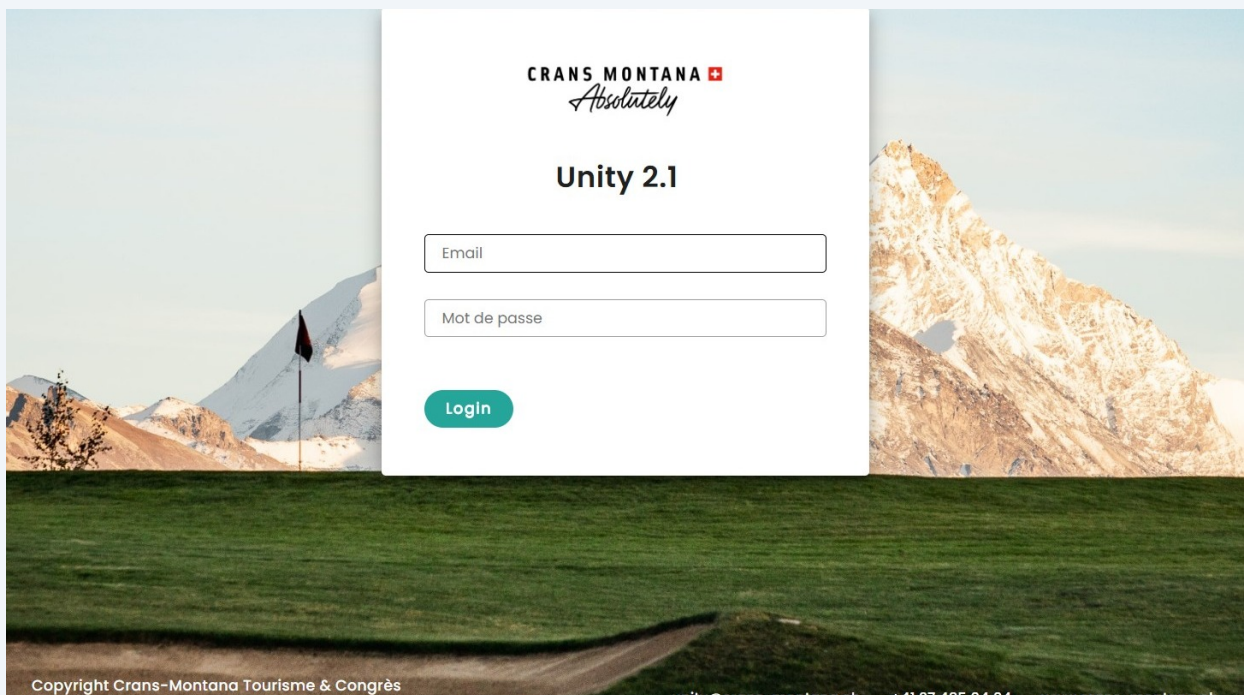 CRANS MONTANA
Absolutely
Unity 2.1
Email
Mot de passe
Login
Copyright Crans-Montana Tourisme & Congrès